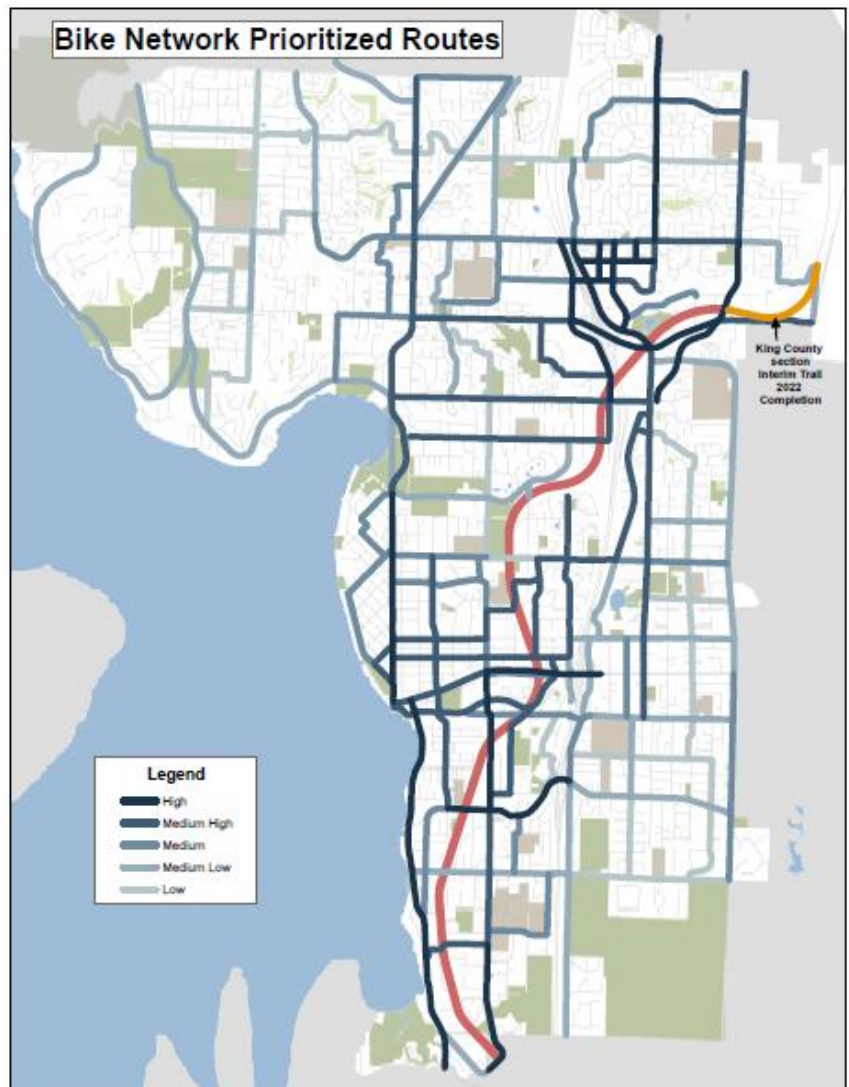 Bike Network Prioritized Routes
King County
section
Interim Trail
2022
Completion
Legend
High
Medium High
Medium
Medium Low
Low